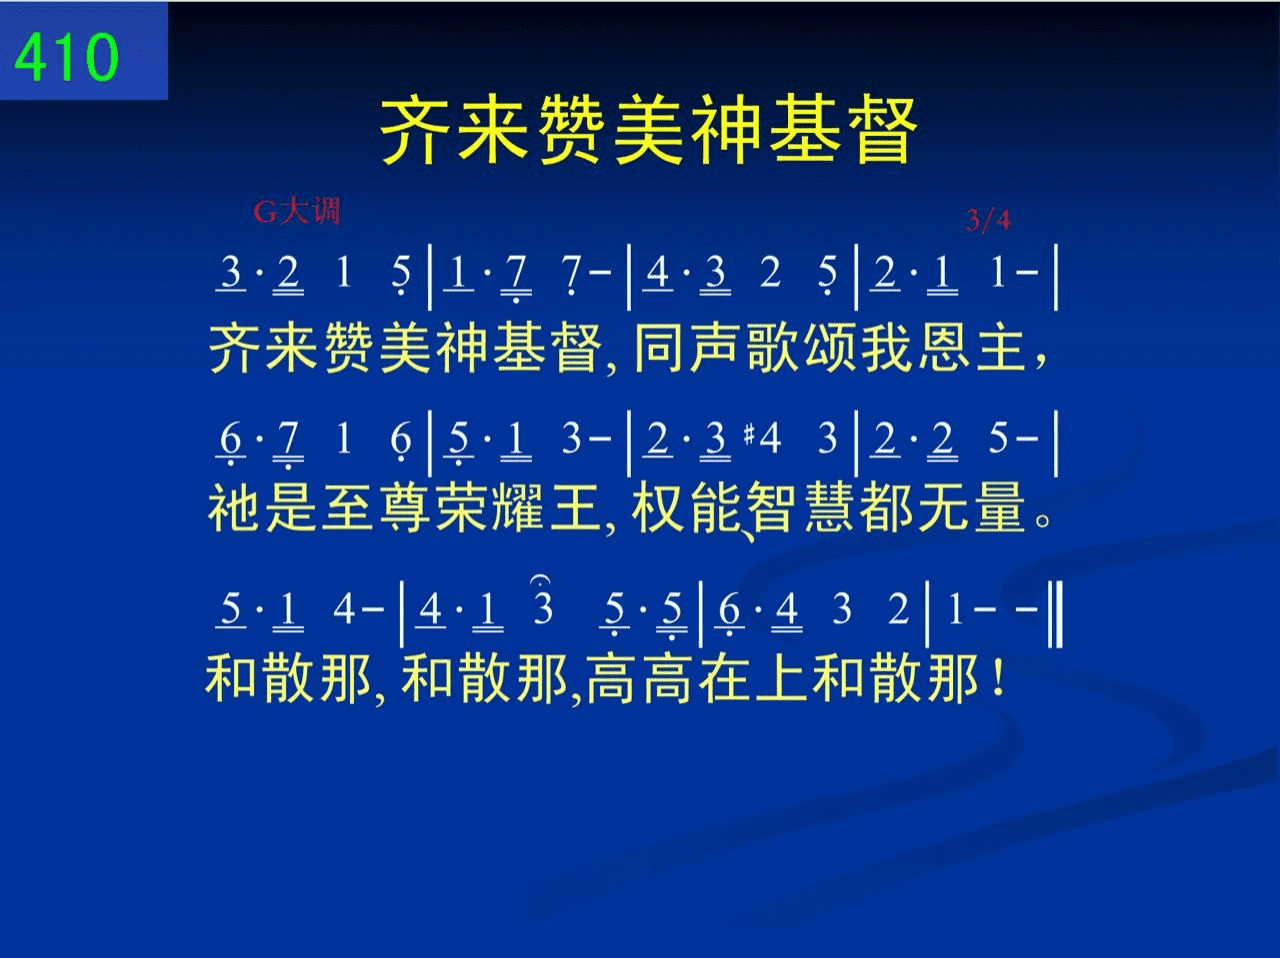 410
齐来赞美神基督
G大调
3/4
3·2 1 5|1·7 7-|4·3 2 5|2·1 1-|
齐来赞美神基督,同声歌颂我恩主，
6·7 1 6|5·1 3-|2·3 #4 3|2·2 5-|
祂是至尊荣耀王,权能、智慧都无量。
5·1 4-|4·1 3 5·5|6·4 3 2|1- -‖
和散那,和散那,高高在上和散那！